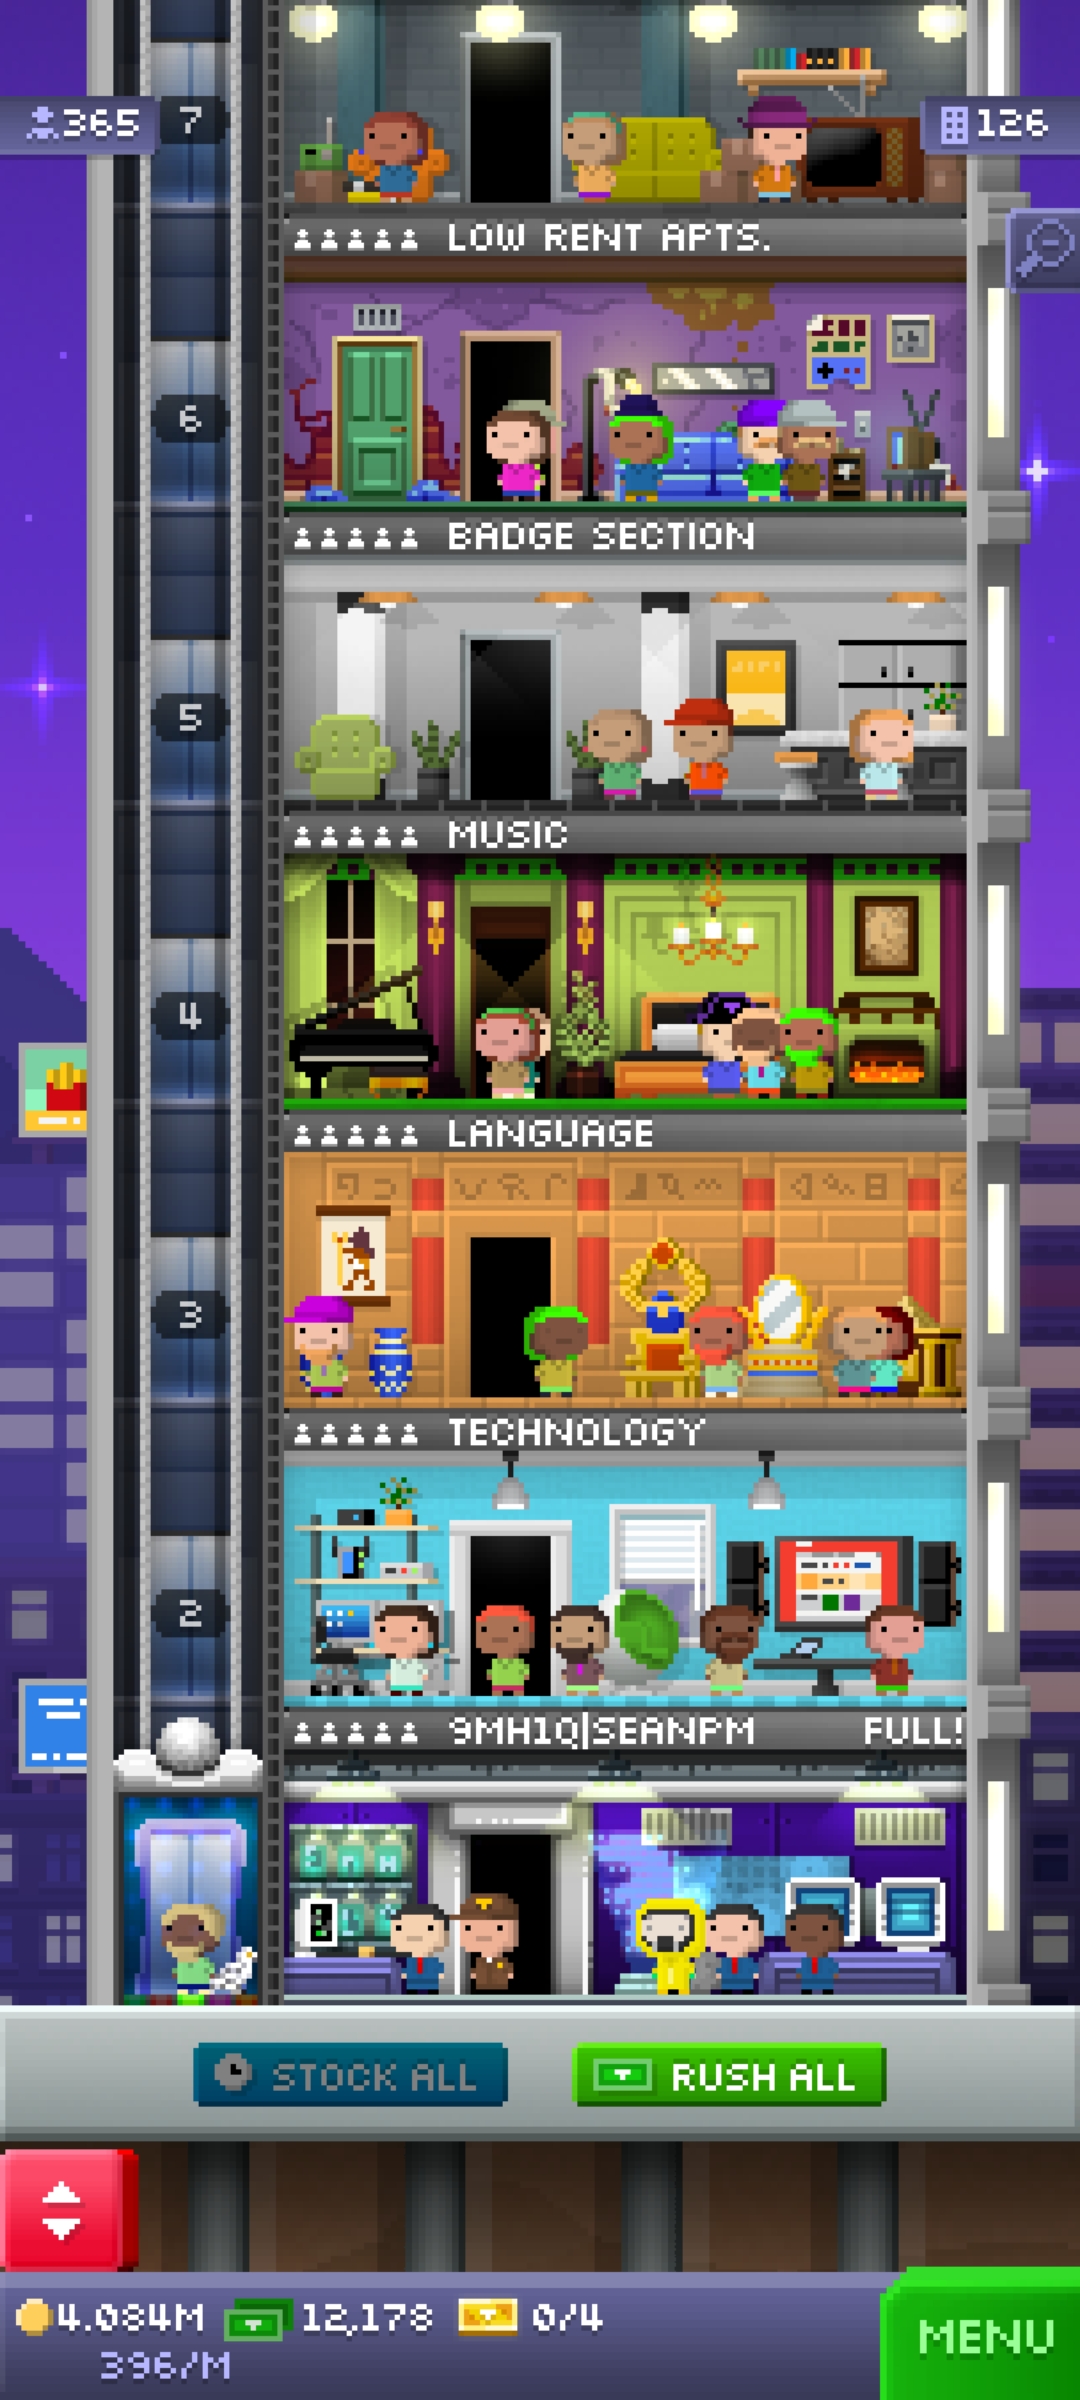 365
7
126
LOW RENT APTS.
6
BADGE SECTION
5
MUSIC
4
LANGUAGE
3
TECHNOLOGY
2
9MH1Q|SEANPM FULL!
STOCK ALL
RUSH ALL
4.084M 12,178 0/4
396/M
MENU